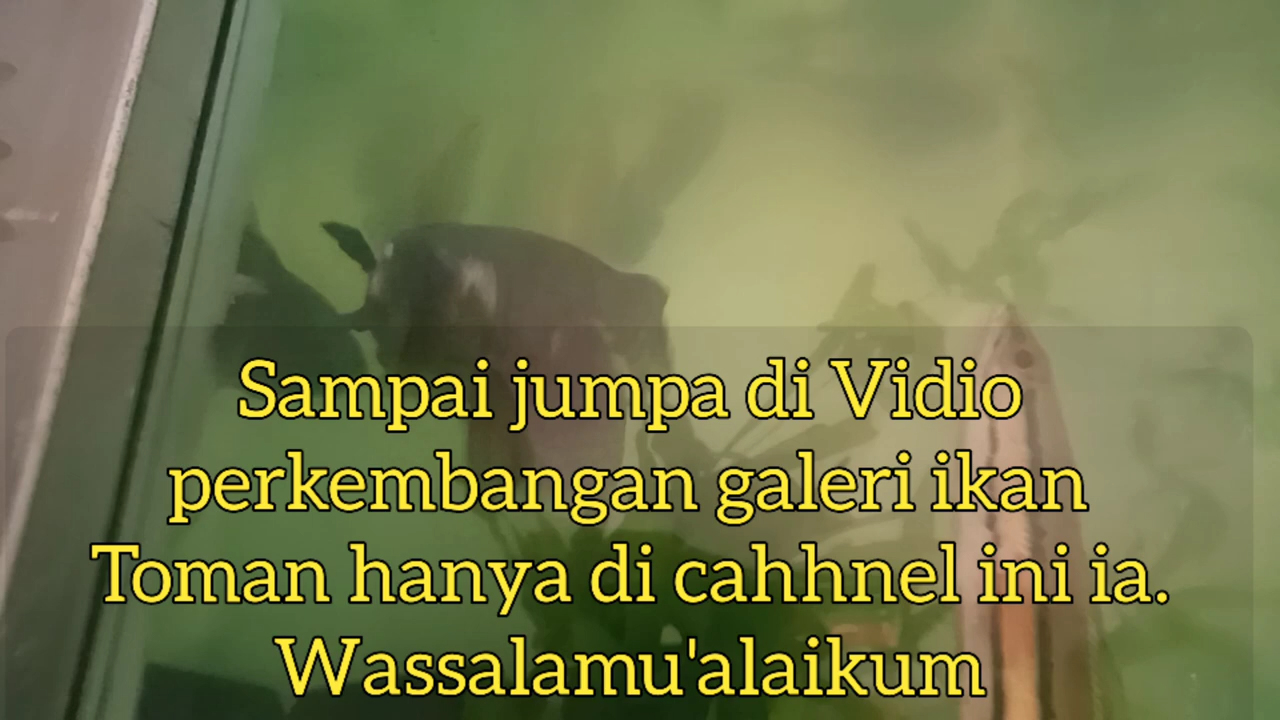 Sampai jumpa di Vidio
perkembangan galeri ikan
Toman hanya di cahhnel ini ia.
Wassalamu'alaikum